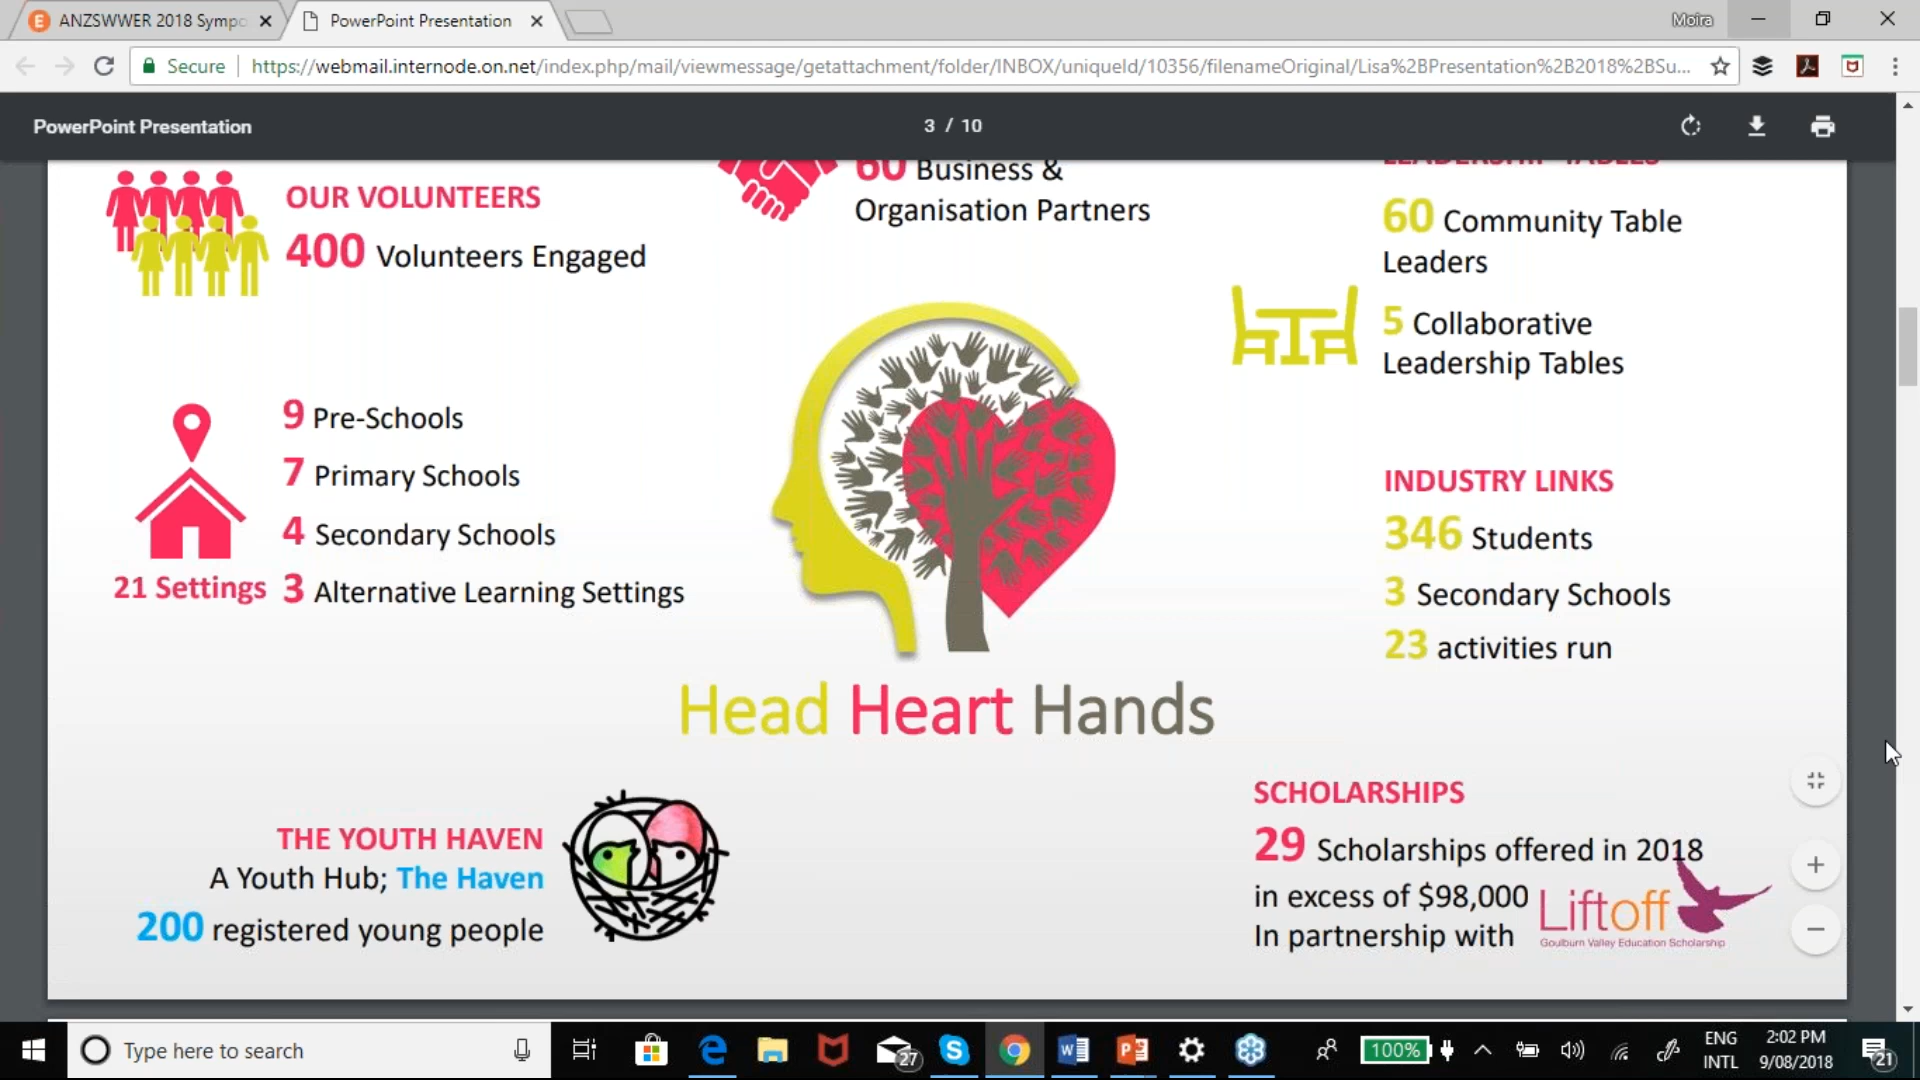 ANZSWWER 2018 Sympo
PowerPoint Presentation
Moira
Secure
https://webmail.internode.on.net/index.php/mail/viewmessage/getattachment/folder/INBOX/uniqueId/10356/filenameOriginal/Lisa%2BPresentation%2B2018%2BSu...
PowerPoint Presentation
3 / 10
OUR VOLUNTEERS
400 Volunteers Engaged
60 Business &
Organisation Partners
LEADERSHIP TABLES
60 Community Table
Leaders
5 Collaborative
Leadership Tables
9 Pre-Schools
7 Primary Schools
4 Secondary Schools
21 Settings
3 Alternative Learning Settings
INDUSTRY LINKS
346 Students
3 Secondary Schools
23 activities run
Head Heart Hands
THE YOUTH HAVEN
A Youth Hub; The Haven
200 registered young people
SCHOLARSHIPS
29 Scholarships offered in 2018
in excess of $98,000
In partnership with
Liftoff
Goulburn Valley Education Scholarship
Type here to search
27
100%
ENG
INTL
2:02 PM
9/08/2018
21